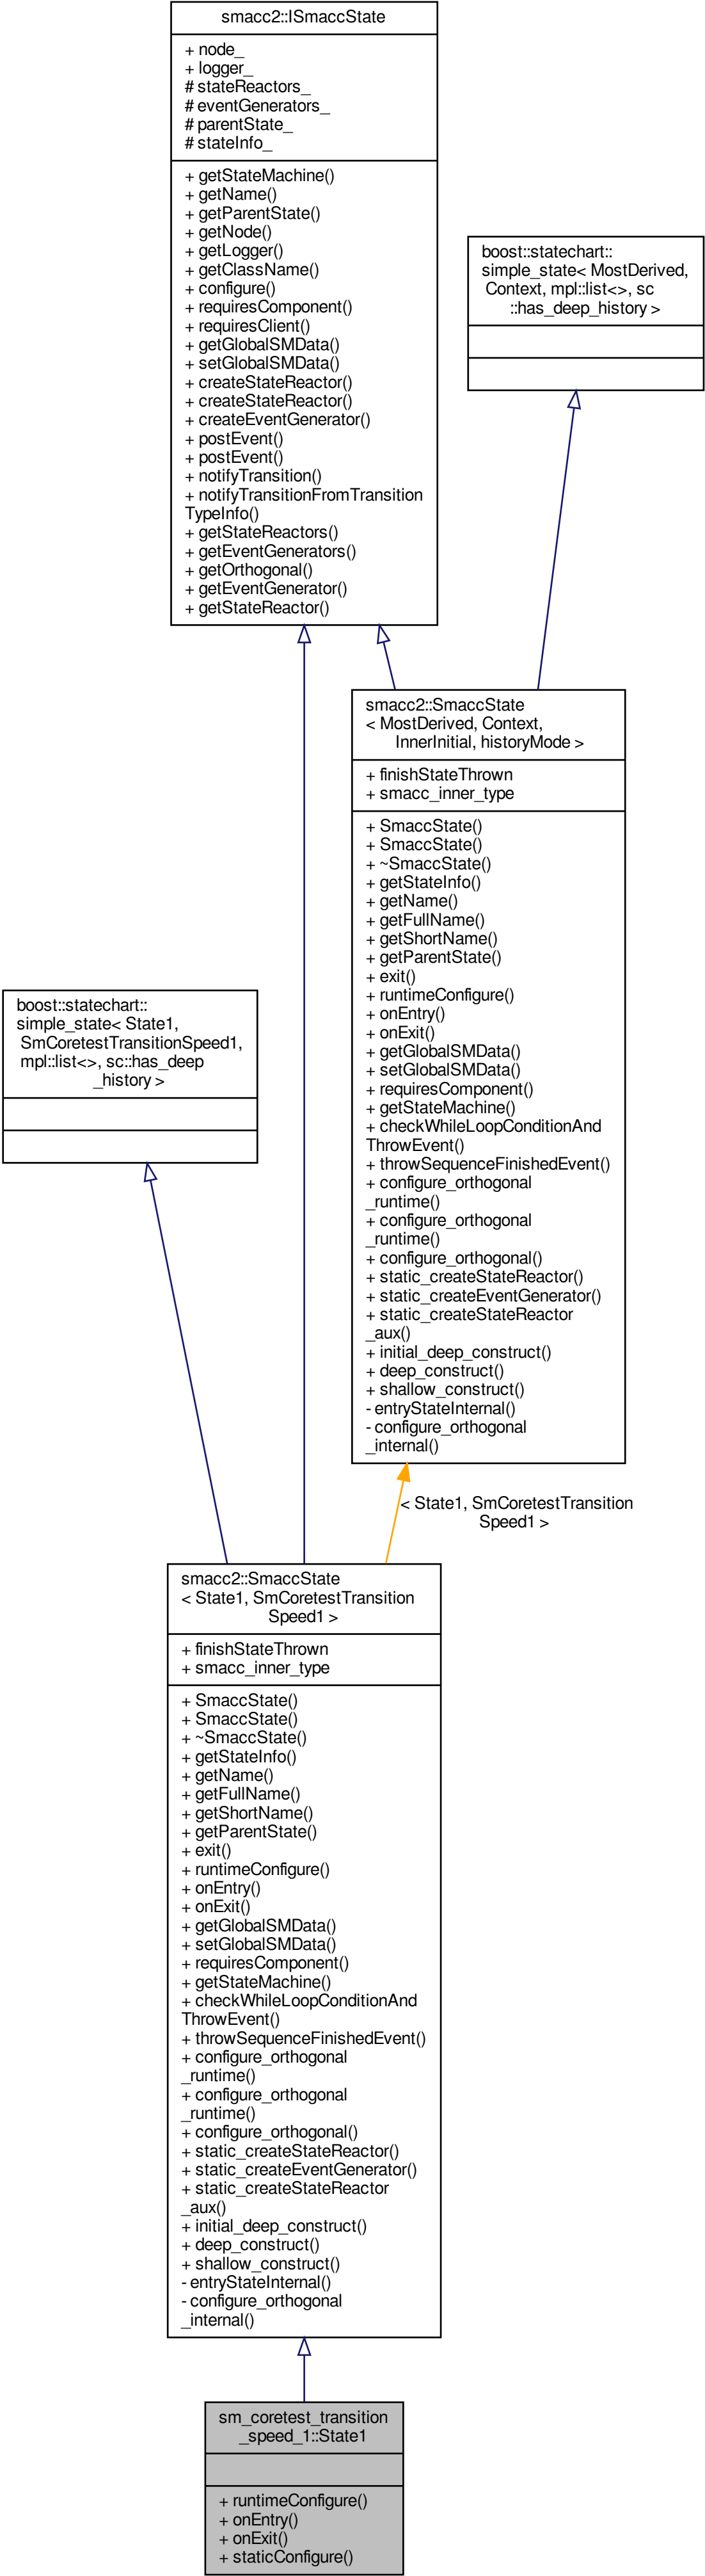 smacc2::ISmaccState
+ node_
+ logger_
# stateReactors_
# eventGenerators_
# parentState_
# stateInfo_
+ getStateMachine()
+ getName()
+ getParentState()
+ getNode()
+ getLogger()
+ getClassName()
+ configure()
+ requiresComponent()
+ requiresClient()
+ getGlobalSMData()
+ setGlobalSMData()
+ createStateReactor()
+ createStateReactor()
+ createEventGenerator()
+ postEvent()
+ postEvent()
+ notifyTransition()
+ notifyTransitionFromTransition
TypeInfo()
+ getStateReactors()
+ getEventGenerators()
+ getOrthogonal()
+ getEventGenerator()
+ getStateReactor()
boost::statechart::
simple_state< MostDerived,
Context, mpl::list<>, sc
::has_deep_history >
smacc2::SmaccState
< MostDerived, Context,
InnerInitial, historyMode >
+ finishStateThrown
+ smacc_inner_type
+ SmaccState()
+ SmaccState()
+ ~SmaccState()
+ getStateInfo()
+ getName()
+ getFullName()
+ getShortName()
+ getParentState()
+ exit()
+ runtimeConfigure()
+ onEntry()
+ onExit()
+ getGlobalSMData()
+ setGlobalSMData()
+ requiresComponent()
+ getStateMachine()
+ checkWhileLoopConditionAnd
ThrowEvent()
+ throwSequenceFinishedEvent()
+ configure_orthogonal
_runtime()
+ configure_orthogonal
_runtime()
+ configure_orthogonal()
+ static_createStateReactor()
+ static_createEventGenerator()
+ static_createStateReactor
_aux()
+ initial_deep_construct()
+ deep_construct()
+ shallow_construct()
- entryStateInternal()
- configure_orthogonal
_internal()
boost::statechart::
simple_state< State1,
SmCoretestTransitionSpeed1,
mpl::list<>, sc::has_deep
_history >
< State1, SmCoretestTransition
Speed1 >
smacc2::SmaccState
< State1, SmCoretestTransition
Speed1 >
+ finishStateThrown
+ smacc_inner_type
+ SmaccState()
+ SmaccState()
+ ~SmaccState()
+ getStateInfo()
+ getName()
+ getFullName()
+ getShortName()
+ getParentState()
+ exit()
+ runtimeConfigure()
+ onEntry()
+ onExit()
+ getGlobalSMData()
+ setGlobalSMData()
+ requiresComponent()
+ getStateMachine()
+ checkWhileLoopConditionAnd
ThrowEvent()
+ throwSequenceFinishedEvent()
+ configure_orthogonal
_runtime()
+ configure_orthogonal
_runtime()
+ configure_orthogonal()
+ static_createStateReactor()
+ static_createEventGenerator()
+ static_createStateReactor
_aux()
+ initial_deep_construct()
+ deep_construct()
+ shallow_construct()
- entryStateInternal()
- configure_orthogonal
_internal()
sm_coretest_transition
_speed_1::State1
+ runtimeConfigure()
+ onEntry()
+ onExit()
+ staticConfigure()